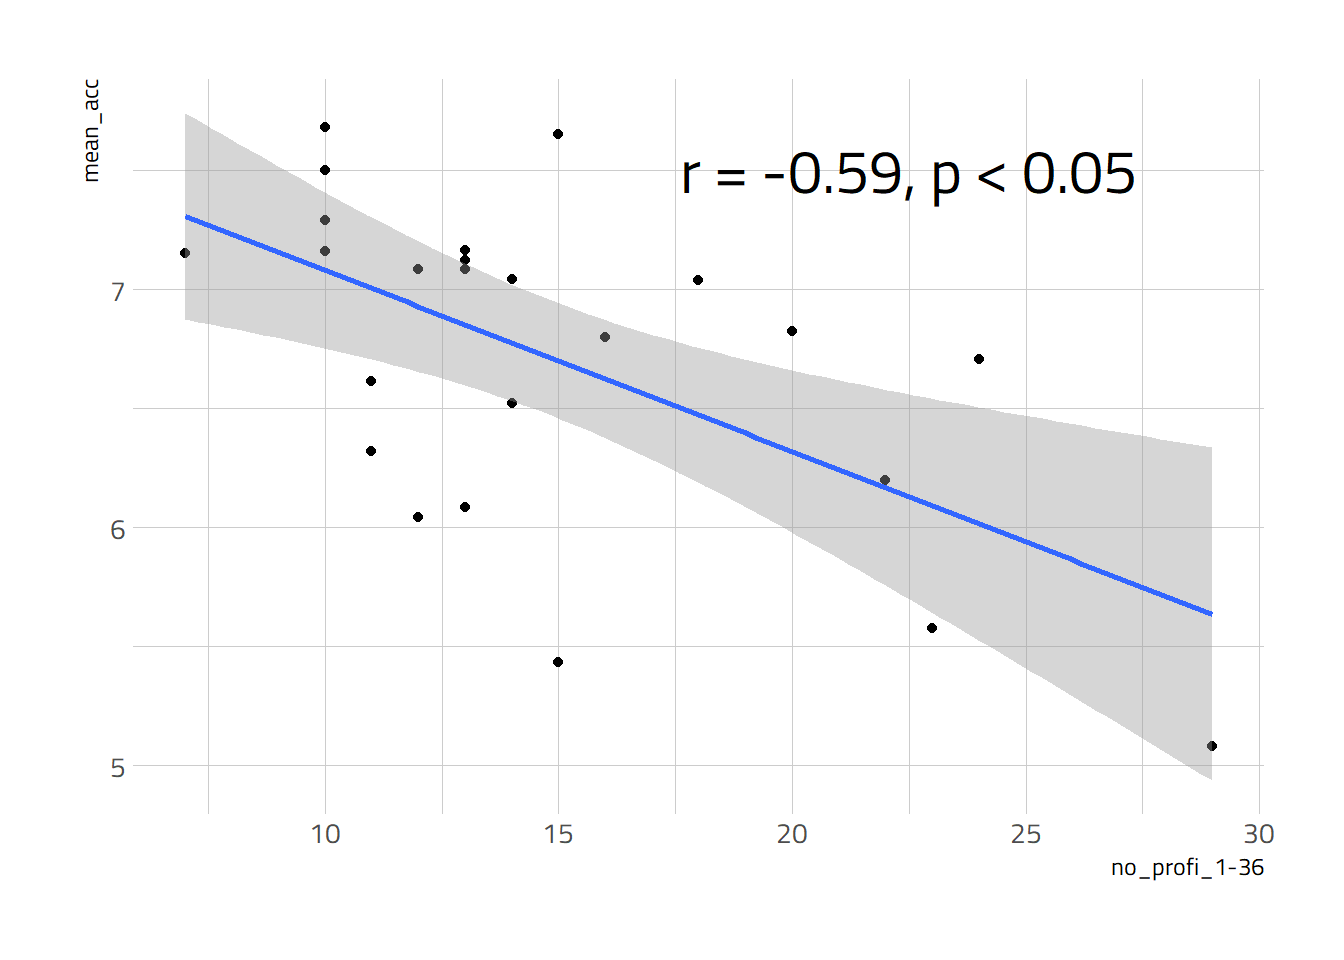 mean_acc
r = -0.59, p < 0.05
7
6
5
10 15 20 25 30
no_profi_1-36